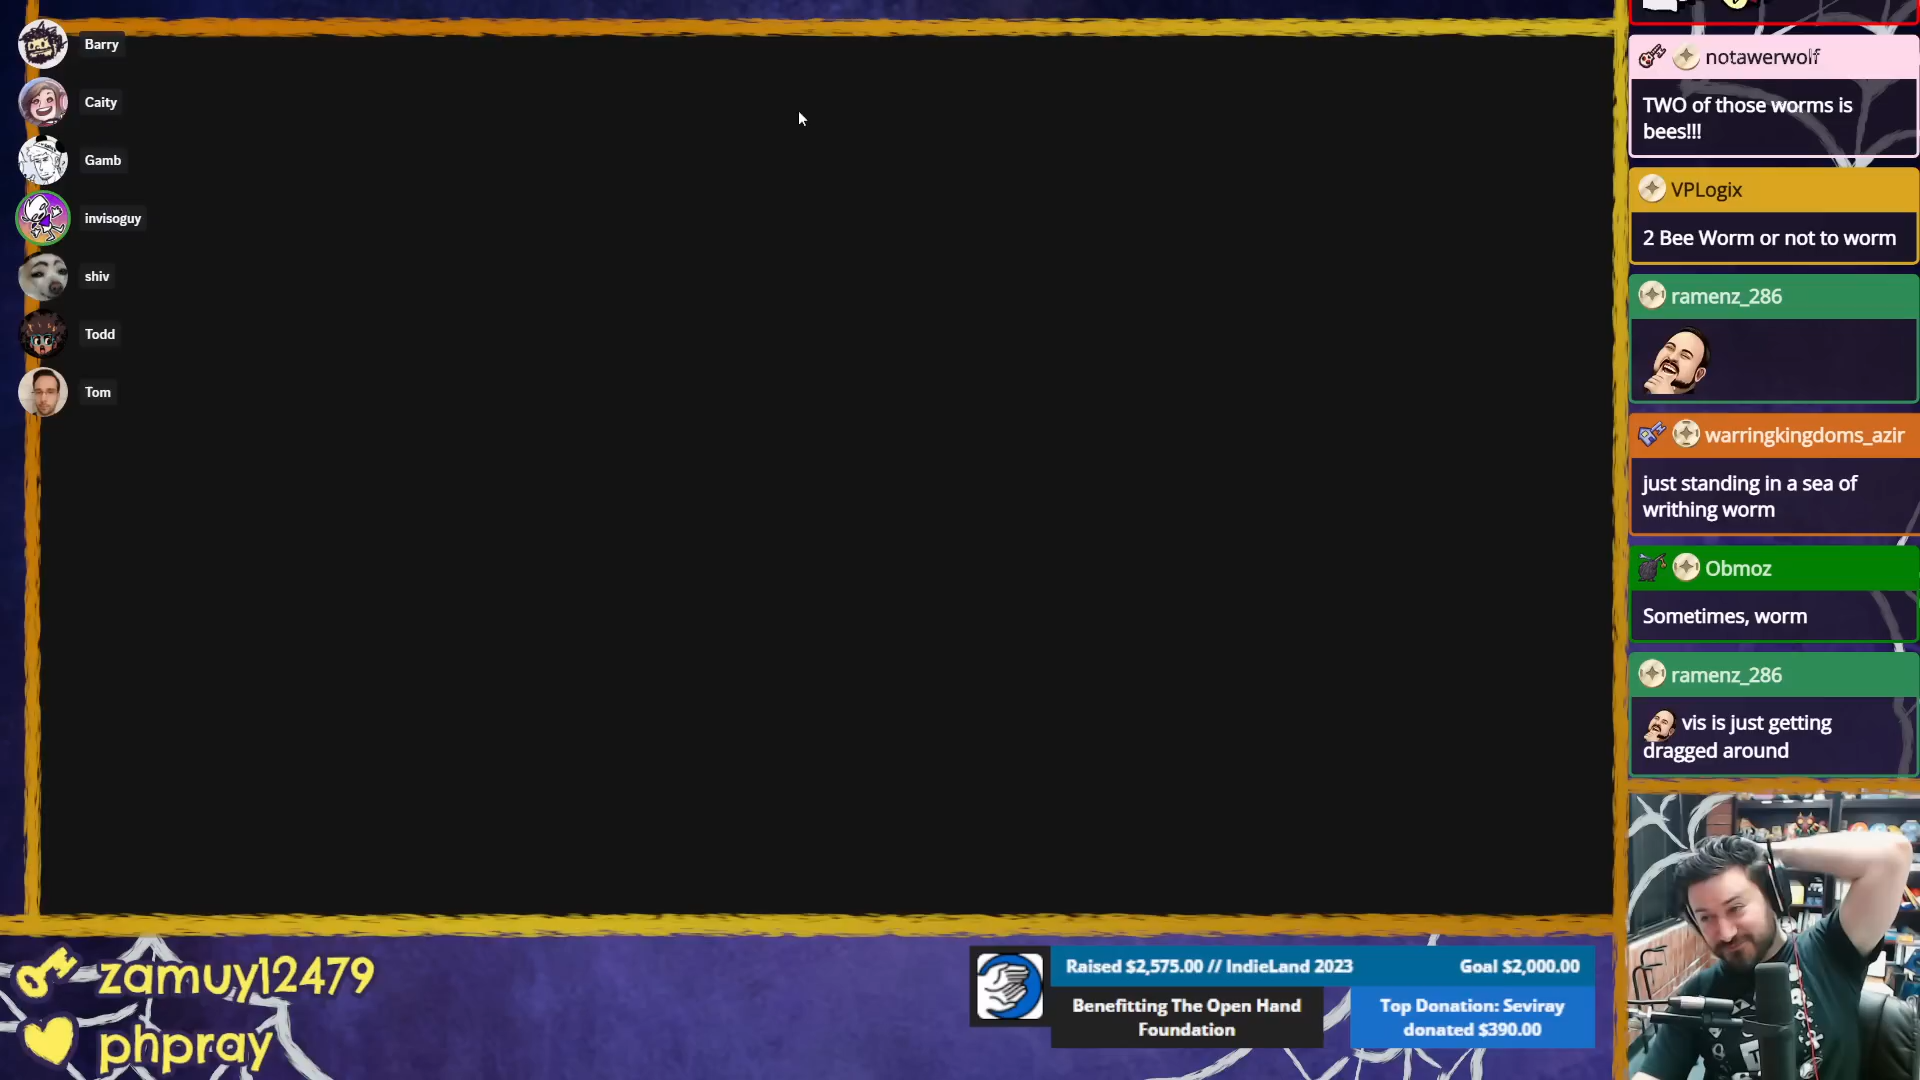 Barry
Caity
Gamb
invisoguy
shiv
Todd
Tom
notawerwolf
TWO of those worms is
bees!!!
VPLogix
2 Bee Worm or not to worm
ramenz_286
warringkingdoms_azir
just standing in a sea of
writhing worm
Obmoz
Sometimes, worm
ramenz_286
vis is just getting
dragged around
zamuy12479
phpray
Raised $2,575.00 // IndieLand 2023
Goal $2,000.00
Benefitting The Open Hand
Foundation
Top Donation: Seviray
donated $390.00